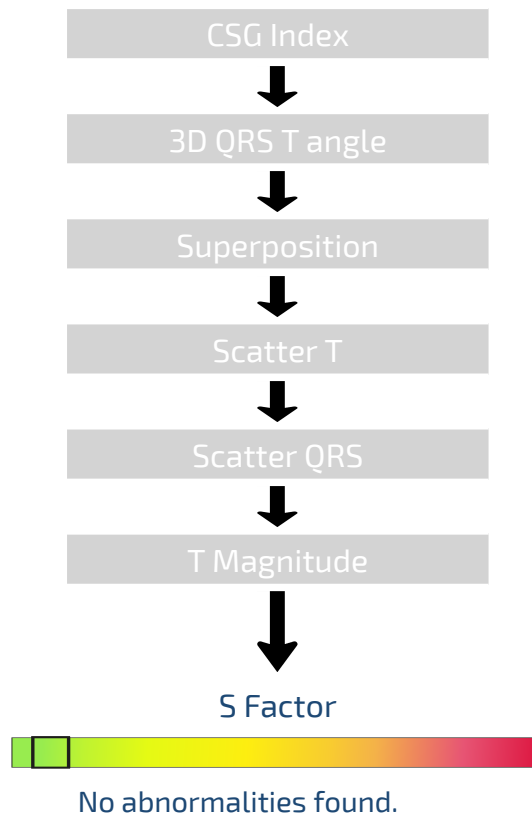 CSG Index
3D QRS T angle
Superposition
Scatter T
Scatter QRS
T Magnitude
S Factor
No abnormalities found.